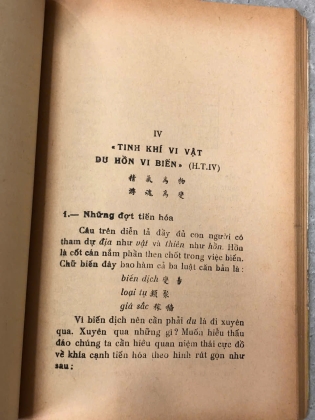 IV
«TINH KHÍ VI VẬT
DU HỒN VI BIẾN» (H.T.IV)
精 氣 為 物
游 魂 為 變
1.— Những đợt tiến hóa
Câu trên diễn tả đầy đủ con người có
tham dự địa như vật và thiên như hồn. Hồn
là cốt cán nắm phần then chốt trong việc biến.
Chữ biến đây bao hàm cả ba luật căn bản là:
biến dịch 變 易
loại tụ 類 聚
giá sắc 稼 穡
Vì biến dịch nên cần phải du là đi xuyên
qua. Xuyên qua những gì? Muốn hiểu thấu
đáo chúng ta cần hiểu quan niệm thái cực đồ
về khía cạnh tiến hóa theo hình rút gọn như
sau: